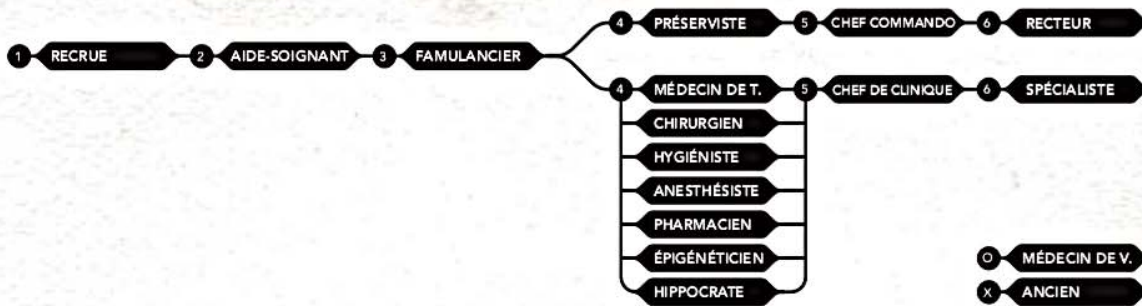 4 PRÉSERVISTE 5 CHEF COMMANDO 6 RECTEUR
1 RECRUE 2 AIDE-SOIGNANT 3 FAMULANCIER
4 MÉDECIN DE T. 5 CHEF DE CLINIQUE 6 SPÉCIALISTE
CHIRURGIEN
HYGIÉNISTE
ANESTHÉSISTE
PHARMACIEN
ÉPIGÉNÉTICIEN
HIPPOCRATE
O MÉDECIN DE V.
X ANCIEN